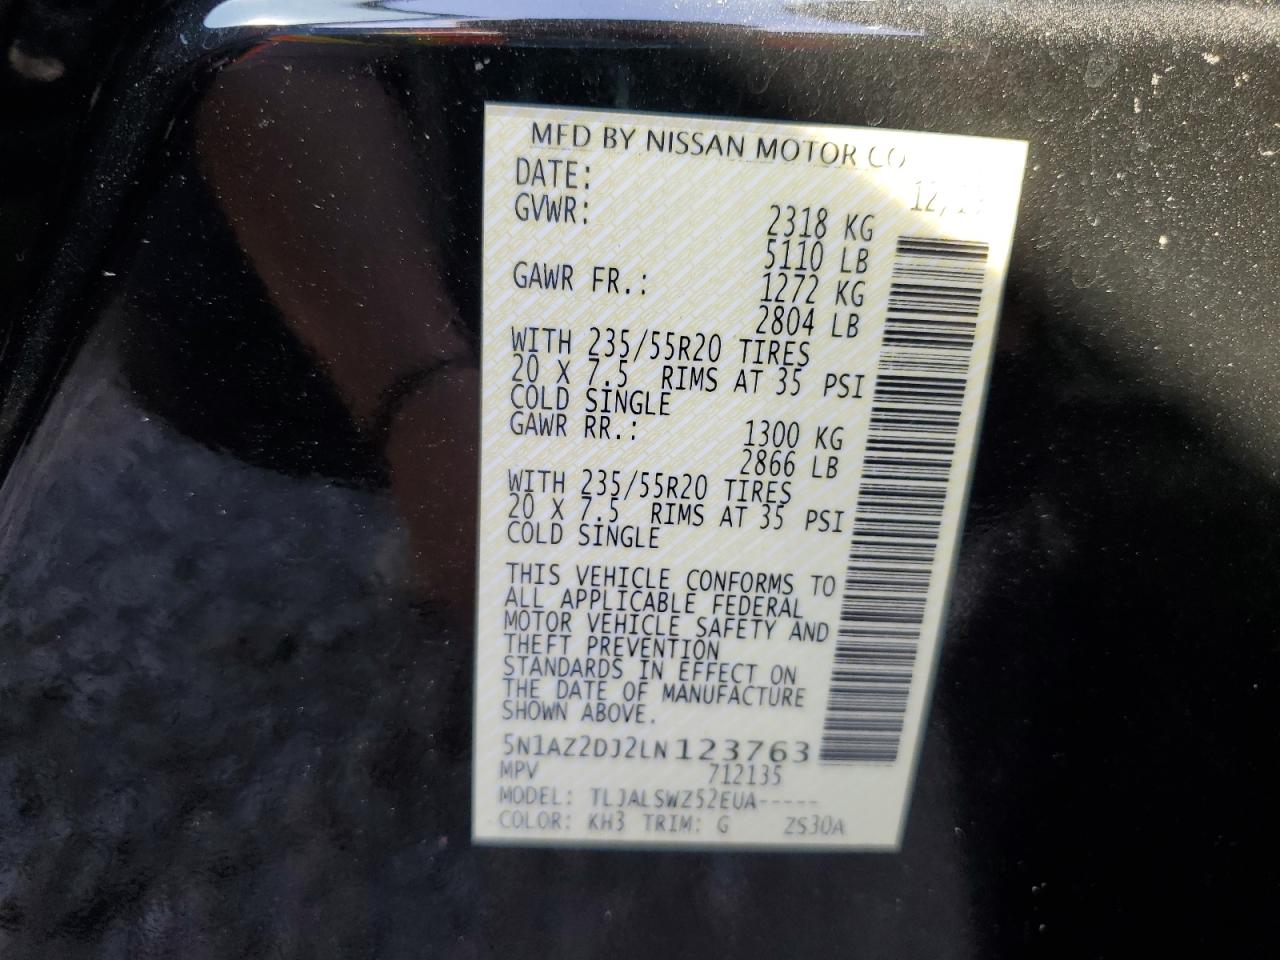 MFD BY NISSAN MOTOR CO
DATE:
GVWR: 2318 KG
5110 LB
GAWR FR.: 1272 KG
2804 LB
WITH 235/55R20 TIRES
20 X 7.5 RIMS AT 35 PSI
COLD SINGLE
GAWR RR.: 1300 KG
2866 LB
WITH 235/55R20 TIRES
20 X 7.5 RIMS AT 35 PSI
COLD SINGLE
THIS VEHICLE CONFORMS TO
ALL APPLICABLE FEDERAL
MOTOR VEHICLE SAFETY AND
THEFT PREVENTION
STANDARDS IN EFFECT ON
THE DATE OF MANUFACTURE
SHOWN ABOVE.
5N1AZ2DJ2LN123763
MPV 712135
MODEL: TLJALSWZ52EUA-----
COLOR: KH3 TRIM: G ZS30A